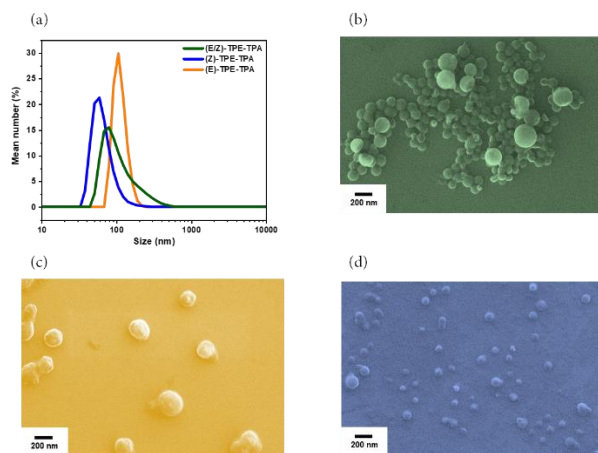 (a)
(E/Z)-TPE-TPA
(Z)-TPE-TPA
(E)-TPE-TPA
Mean number (%)
30
25
20
15
10
5
0
10 100 1000 10000
Size (nm)
(b)
200 nm
(c)
200 nm
(d)
200 nm